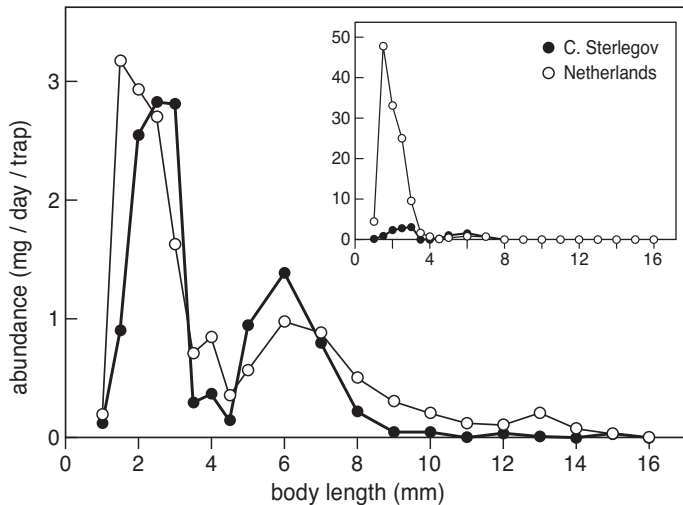 abundance (mg / day / trap)
3
2
1
0
0 2 4 6 8 10 12 14 16
body length (mm)
50
40
30
20
10
0
0 4 8 12 16
C. Sterlegov
Netherlands